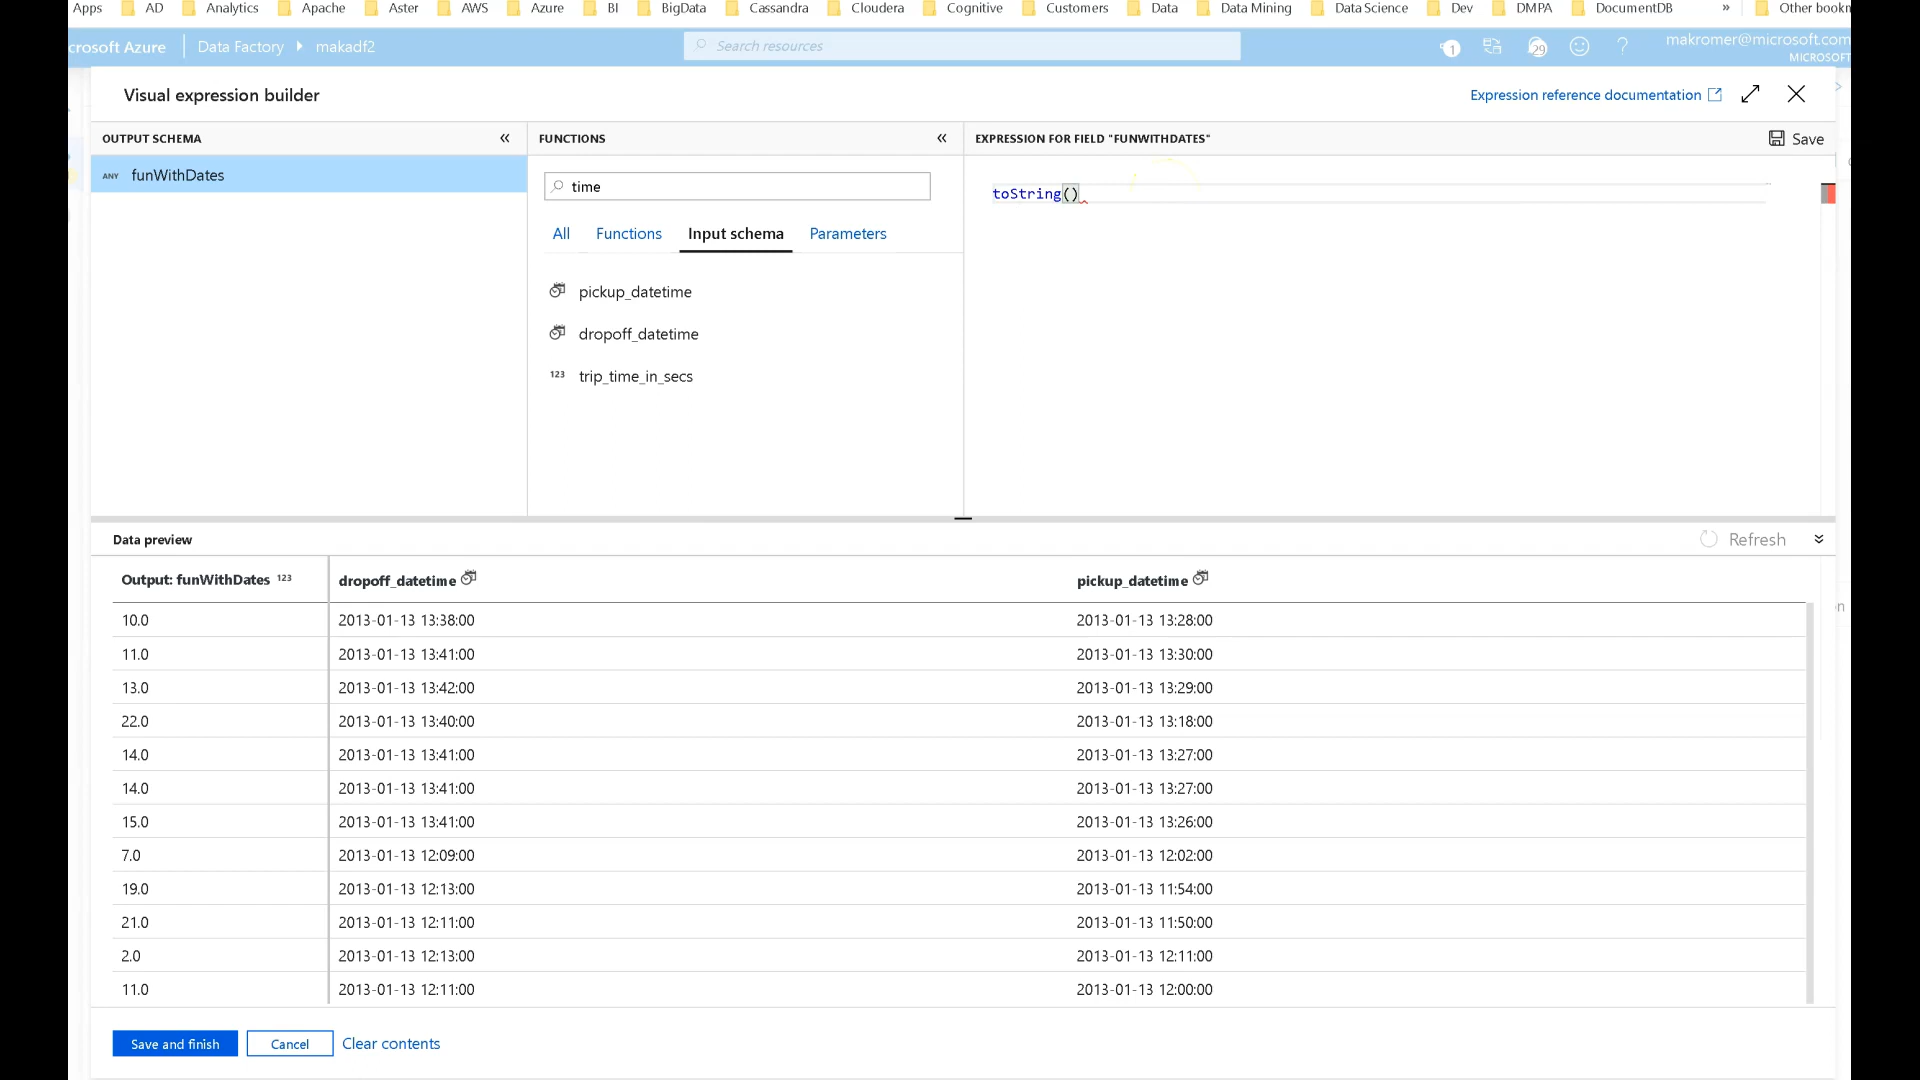 Apps AD Analytics Apache Aster AWS Azure BI BigData Cassandra Cloudera Cognitive Customers Data Data Mining Data Science Dev DMPA DocumentDB » Other bookn
crosoft Azure Data Factory makadf2 Search resources 1 29 ? makromer@microsoft.com
MICROSOFT
Visual expression builder Expression reference documentation
OUTPUT SCHEMA « FUNCTIONS « EXPRESSION FOR FIELD "FUNWITHDATES" Save
ANY funWithDates
time
toString()
All Functions Input schema Parameters
pickup_datetime
dropoff_datetime
123 trip_time_in_secs
Data preview Refresh
Output: funWithDates 123 dropoff_datetime pickup_datetime
10.0 2013-01-13 13:38:00 2013-01-13 13:28:00
11.0 2013-01-13 13:41:00 2013-01-13 13:30:00
13.0 2013-01-13 13:42:00 2013-01-13 13:29:00
22.0 2013-01-13 13:40:00 2013-01-13 13:18:00
14.0 2013-01-13 13:41:00 2013-01-13 13:27:00
14.0 2013-01-13 13:41:00 2013-01-13 13:27:00
15.0 2013-01-13 13:41:00 2013-01-13 13:26:00
7.0 2013-01-13 12:09:00 2013-01-13 12:02:00
19.0 2013-01-13 12:13:00 2013-01-13 11:54:00
21.0 2013-01-13 12:11:00 2013-01-13 11:50:00
2.0 2013-01-13 12:13:00 2013-01-13 12:11:00
11.0 2013-01-13 12:11:00 2013-01-13 12:00:00
Save and finish Cancel Clear contents